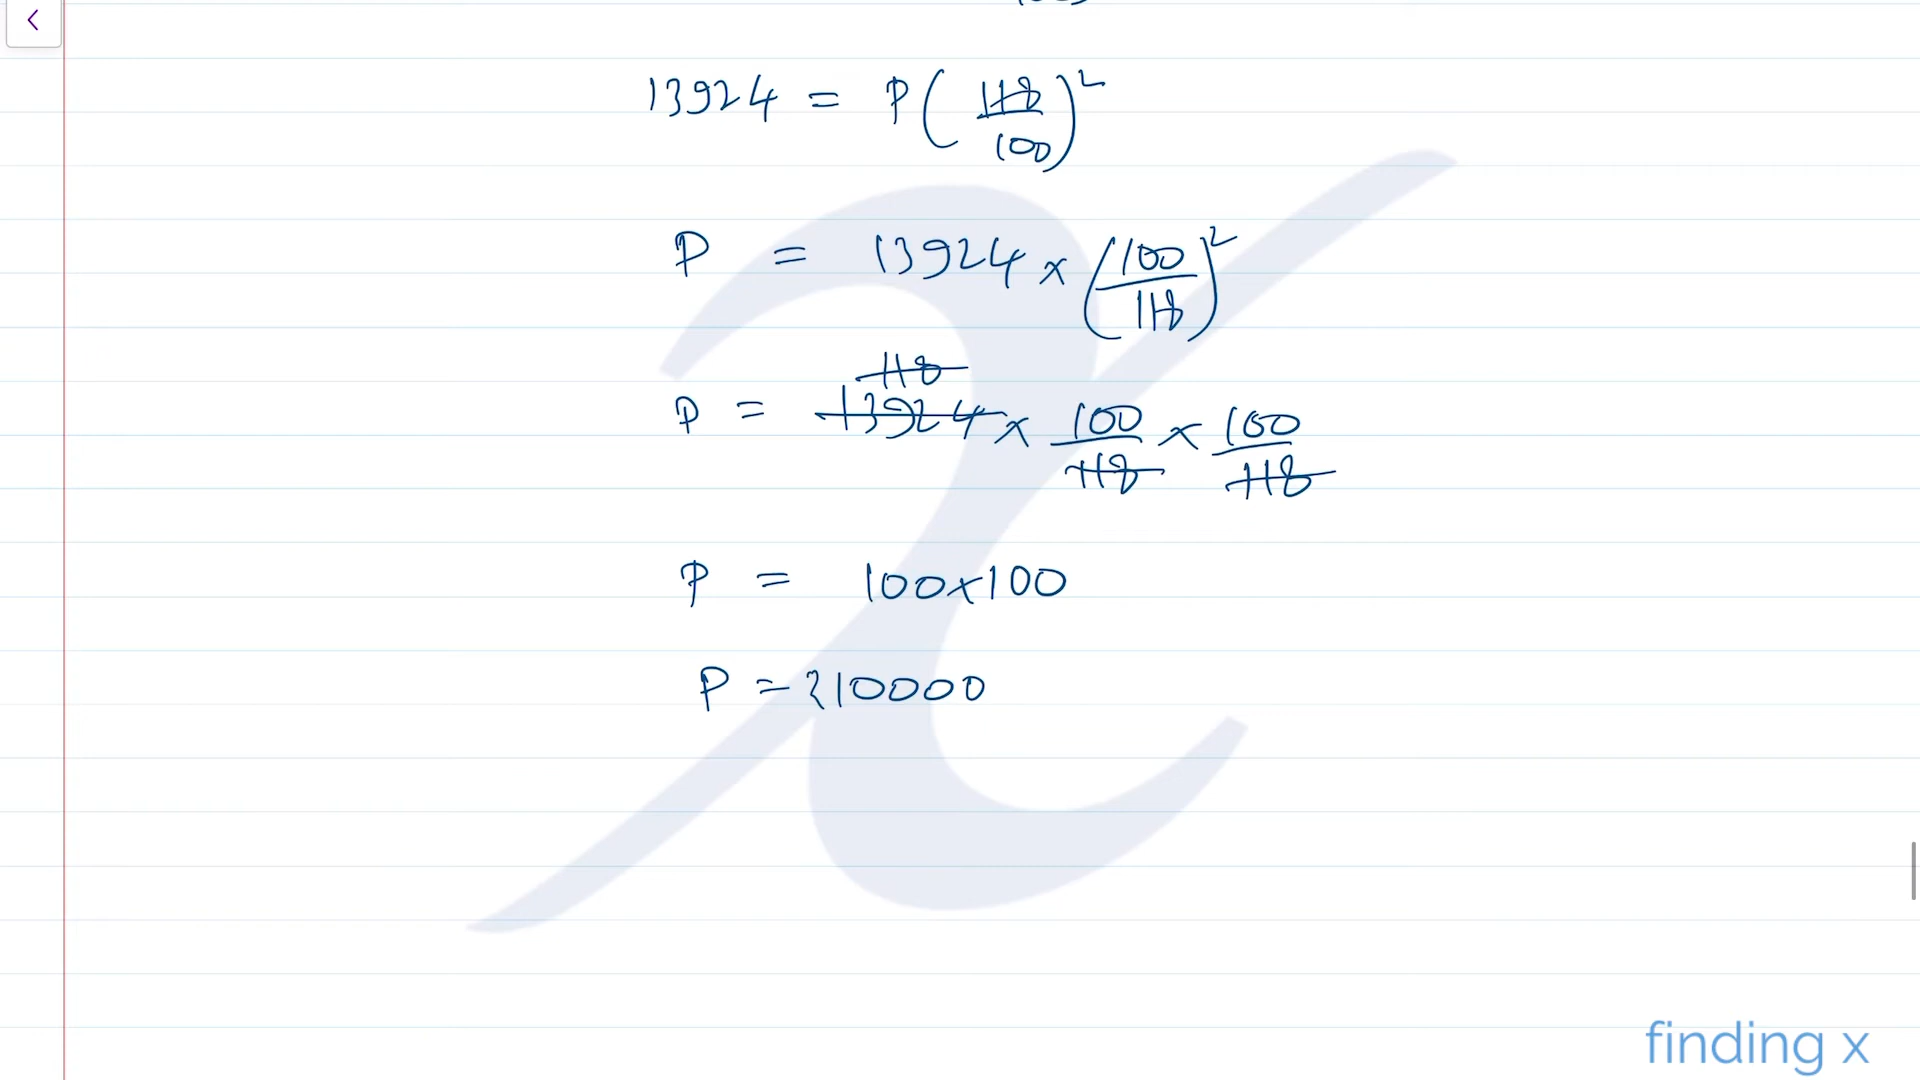 13924 = P(118/100)²
P = 13924 × (100/118)²
118
P = 13924 × 100/118 × 100/118
P = 100×100
P = ₹10000
finding x